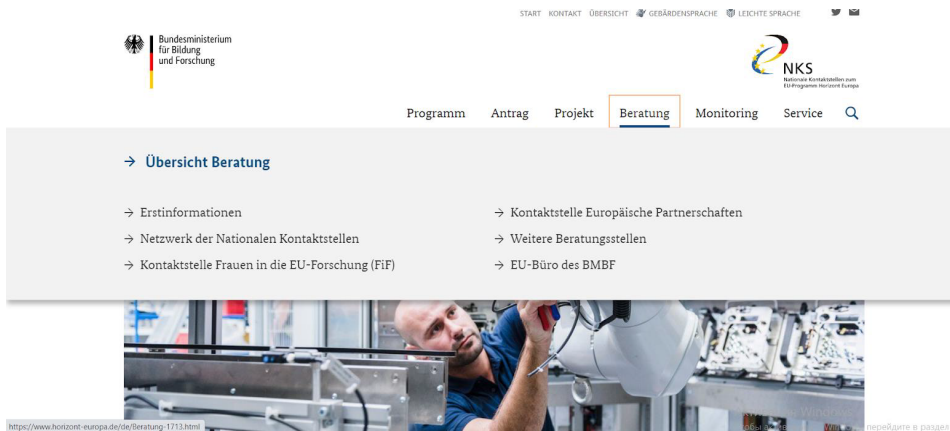 START KONTAKT ÜBERSICHT GEBÄRDENSPRACHE LEICHTE SPRACHE
Bundesministerium
für Bildung
und Forschung
NKS
Nationale Kontaktstellen zum
EU-Programm Horizont Europa
Programm Antrag Projekt Beratung Monitoring Service
→ Übersicht Beratung
→ Erstinformationen
→ Kontaktstelle Europäische Partnerschaften
→ Netzwerk der Nationalen Kontaktstellen
→ Weitere Beratungsstellen
→ Kontaktstelle Frauen in die EU-Forschung (FiF)
→ EU-Büro des BMBF
https://www.horizont-europa.de/de/Beratung-1713.html
перейдите в раздел